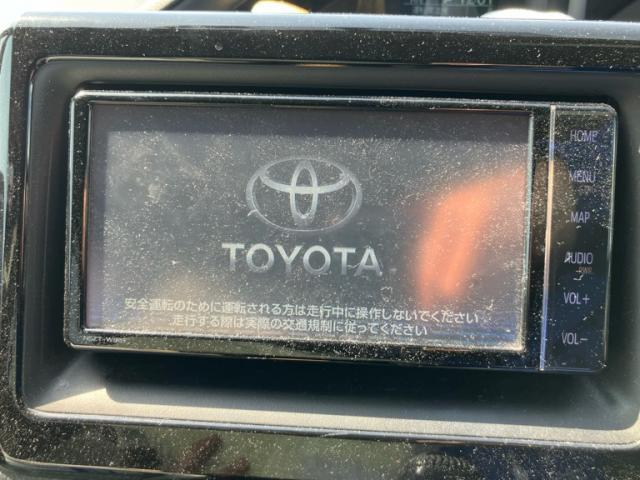 HOME
MENU
MAP
AUDIO
PWR
VOL+
VOL−
TOYOTA
安全運転のために運転される方は走行中に操作しないでください
走行する際は実際の交通規制に従ってください